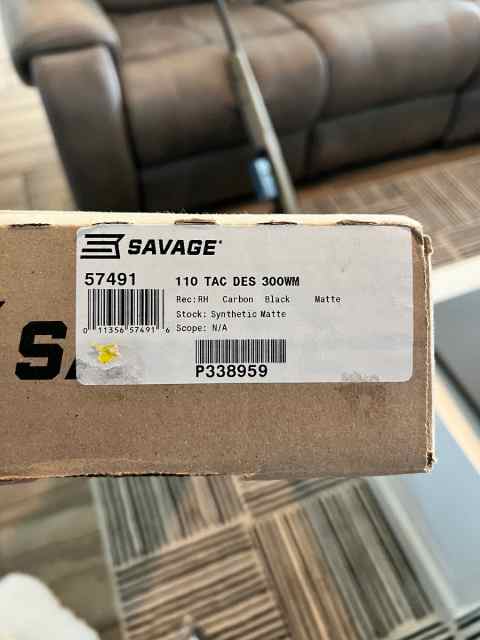 SAVAGE
57491 110 TAC DES 300WM
Rec:RH Carbon Black Matte
Stock: Synthetic Matte
Scope: N/A
0 11356 57491 6
P338959